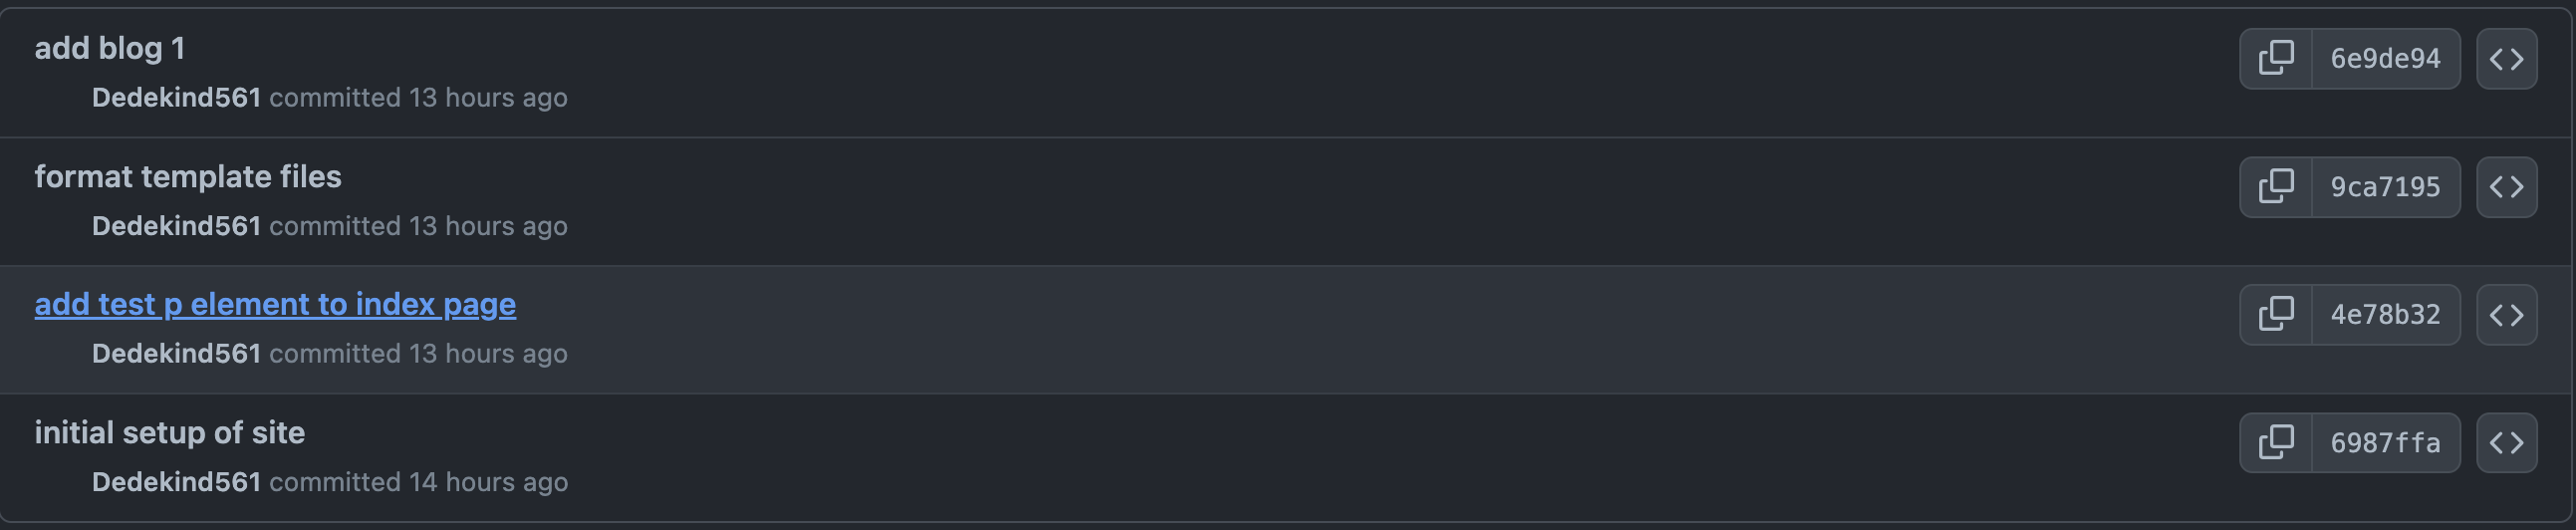 add blog 1
6e9de94
Dedekind561 committed 13 hours ago
format template files
9ca7195
Dedekind561 committed 13 hours ago
add test p element to index page
4e78b32
Dedekind561 committed 13 hours ago
initial setup of site
6987ffa
Dedekind561 committed 14 hours ago